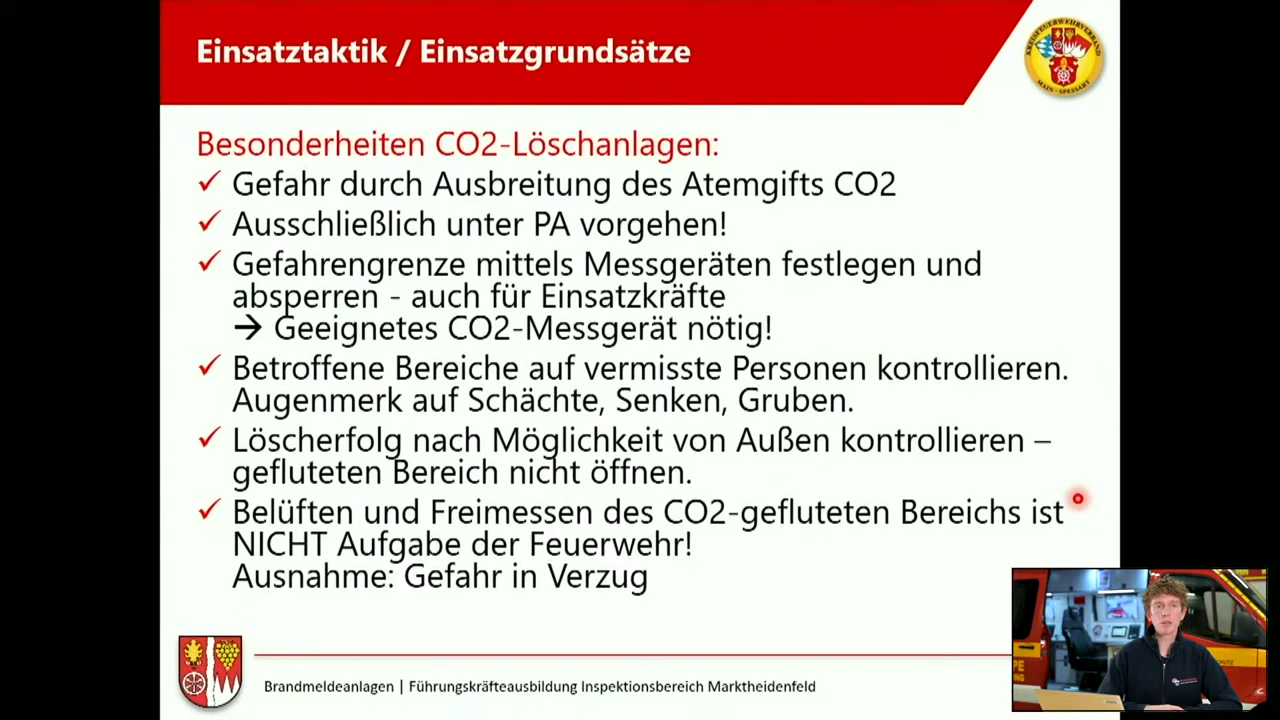 Einsatztaktik / Einsatzgrundsätze
KREISFEUERWEHRVERBAND
MAIN - SPESSART
Besonderheiten CO2-Löschanlagen:
✓ Gefahr durch Ausbreitung des Atemgifts CO2
✓ Ausschließlich unter PA vorgehen!
✓ Gefahrengrenze mittels Messgeräten festlegen und
absperren - auch für Einsatzkräfte
→ Geeignetes CO2-Messgerät nötig!
✓ Betroffene Bereiche auf vermisste Personen kontrollieren.
Augenmerk auf Schächte, Senken, Gruben.
✓ Löscherfolg nach Möglichkeit von Außen kontrollieren –
gefluteten Bereich nicht öffnen.
✓ Belüften und Freimessen des CO2-gefluteten Bereichs ist
NICHT Aufgabe der Feuerwehr!
Ausnahme: Gefahr in Verzug
Brandmeldeanlagen | Führungskräfteausbildung Inspektionsbereich Marktheidenfeld